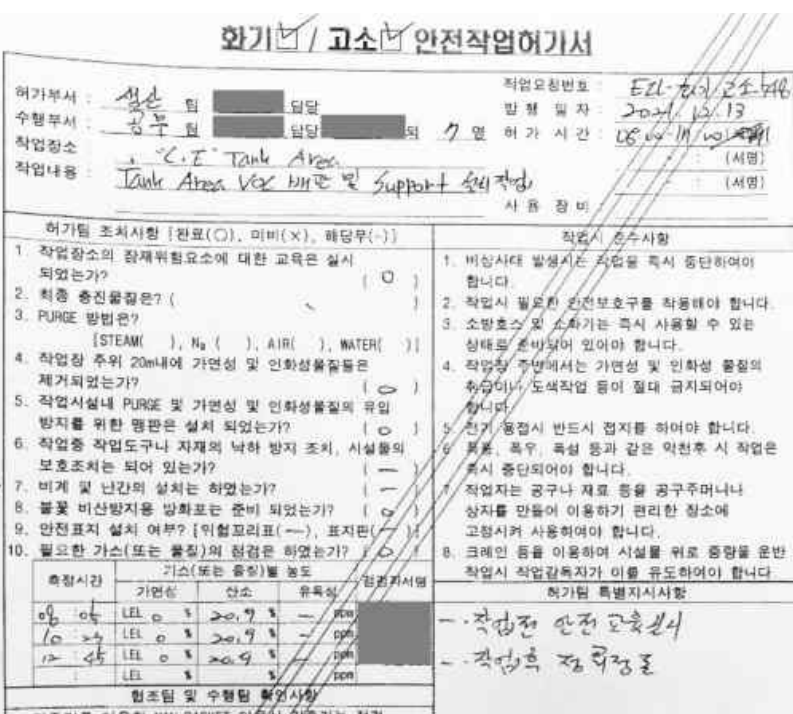 화기 / 고소 안전작업허가서
허가부서 : 생산 팀 담당
수행부서 : 공무 팀 담당 외 7 명
작업장소 : "C.E" Tank Area
작업내용 : Tank Area VOC 배관 및 Support 설치작업
작업요청번호 :
발행일자 : 2021. 12. 13
허가시간 :
: (서명)
: (서명)
사용장비
허가팀 조치사항 [완료(○), 미비(×), 해당무(-)]
1. 작업장소의 잠재위험요소에 대한 교육은 실시
되었는가? ( ○ )
2. 최종 충진물질은? ( )
3. PURGE 방법은?
[STEAM( ), N₂ ( ), AIR( ), WATER( )]
4. 작업장 주위 20m내에 가연성 및 인화성물질들은
제거되었는가? ( ○ )
5. 작업시설내 PURGE 및 가연성 및 인화성물질의 유입
방지를 위한 맹판은 설치 되었는가? ( ○ )
6. 작업중 작업도구나 자재의 낙하 방지 조치, 시설물의
보호조치는 되어 있는가? ( - )
7. 비계 및 난간의 설치는 하였는가? ( - )
8. 불꽃 비산방지용 방화포는 준비 되었는가? ( ○ )
9. 안전표지 설치 여부? [위험꼬리표( - ), 표지판( - )]
10. 필요한 가스(또는 물질)의 점검은 하였는가? ( ○ )
측정시간 기스(또는 물질)별 농도 점검자서명
가연성 산소 유독성
08 : 05 LEL 0 % 20.9 % - ppm
10 : 25 LEL 0 % 20.9 % - ppm
12 : 45 LEL 0 % 20.9 % - ppm
: LEL % % ppm
협조팀 및 수행팀 확인사항
작업시 준수사항
1. 비상사태 발생시는 작업을 즉시 중단하여야
합니다.
2. 작업시 필요한 안전보호구를 착용해야 합니다.
3. 소방호스 및 소화기는 즉시 사용할 수 있는
상태로 준비되어 있어야 합니다.
4. 작업장 주변에서는 가연성 및 인화성 물질의
취급이나 도색작업 등이 절대 금지되어야
합니다.
5. 전기 용접시 반드시 접지를 하여야 합니다.
6. 폭풍, 폭우, 폭설 등과 같은 악천후 시 작업은
즉시 중단되어야 합니다.
7. 작업자는 공구나 재료 등을 공구주머니나
상자를 만들어 이용하기 편리한 장소에
고정시켜 사용하여야 합니다.
8. 크레인 등을 이용하여 시설물 위로 중량물 운반
작업시 작업감독자가 이를 유도하여야 합니다
허가팀 특별지시사항
- 작업전 안전교육실시
- 작업후 정리정돈